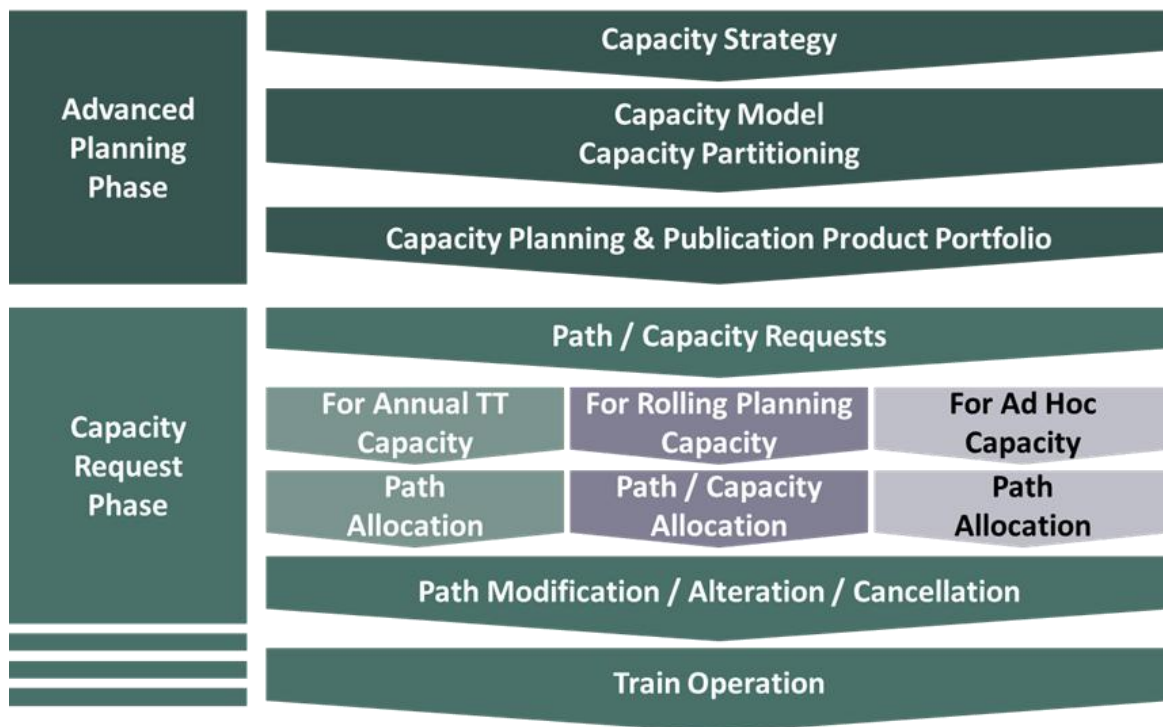 Advanced
Planning
Phase
Capacity Strategy
Capacity Model
Capacity Partitioning
Capacity Planning & Publication Product Portfolio
Capacity
Request
Phase
Path / Capacity Requests
For Annual TT
Capacity
For Rolling Planning
Capacity
For Ad Hoc
Capacity
Path
Allocation
Path / Capacity
Allocation
Path
Allocation
Path Modification / Alteration / Cancellation
Train Operation